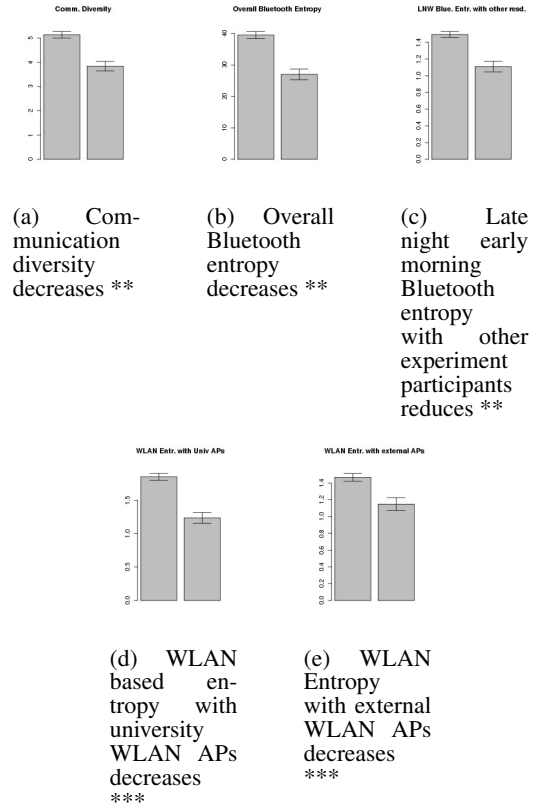 Comm. Diversity
0 1 2 3 4 5
(a) Com-
munication
diversity
decreases **
Overall Bluetooth Entropy
0 10 20 30 40
(b) Overall
Bluetooth
entropy
decreases **
LNW Blue. Entr. with other resd.
0.0 0.2 0.4 0.6 0.8 1.0 1.2 1.4
(c) Late
night early
morning
Bluetooth
entropy
with other
experiment
participants
reduces **
WLAN Entr. with Univ APs
0.0 0.5 1.0 1.5
(d) WLAN
based en-
tropy with
university
WLAN APs
decreases
***
WLAN Entr. with external APs
0.0 0.2 0.4 0.6 0.8 1.0 1.2 1.4
(e) WLAN
Entropy
with external
WLAN APs
decreases
***